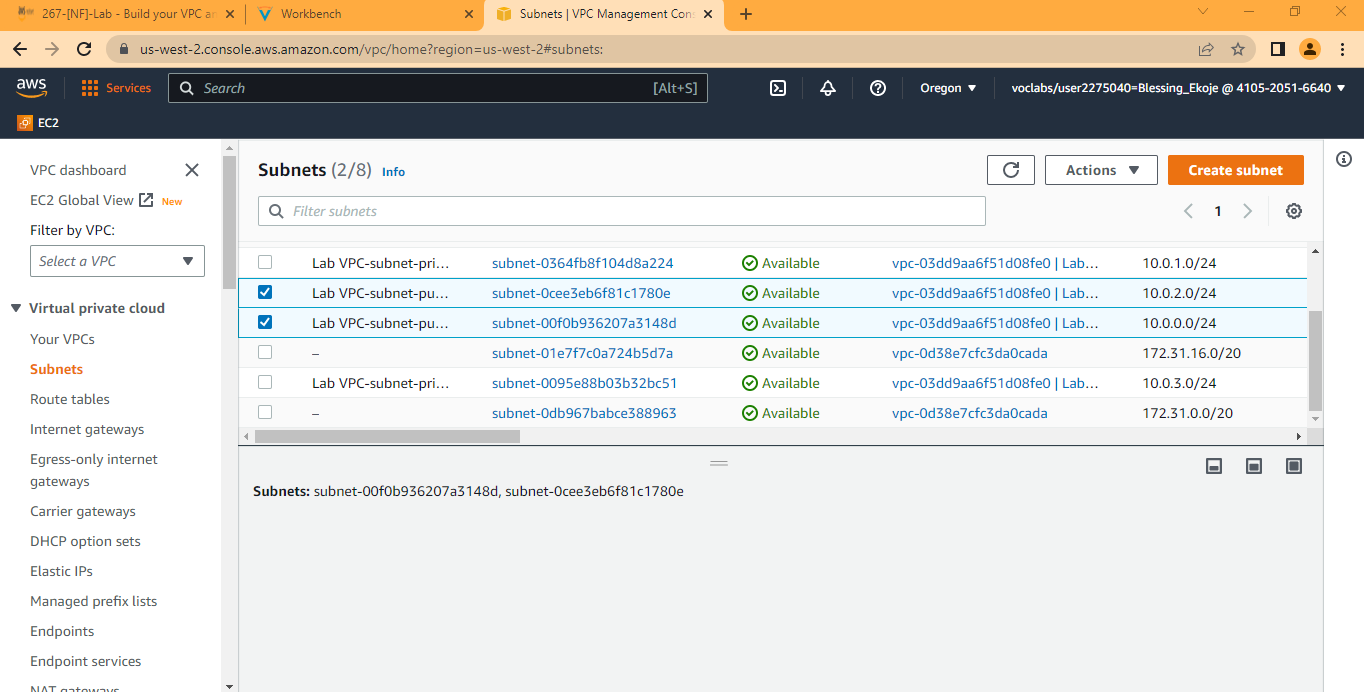 267-[NF]-Lab - Build your VPC an
Workbench
Subnets | VPC Management Con
us-west-2.console.aws.amazon.com/vpc/home?region=us-west-2#subnets:
aws
Services
Search
[Alt+S]
Oregon
voclabs/user2275040=Blessing_Ekoje @ 4105-2051-6640
EC2
VPC dashboard
EC2 Global View New
Filter by VPC:
Select a VPC
Virtual private cloud
Your VPCs
Subnets
Route tables
Internet gateways
Egress-only internet
gateways
Carrier gateways
DHCP option sets
Elastic IPs
Managed prefix lists
Endpoints
Endpoint services
NAT gateways
Subnets (2/8) Info
Actions
Create subnet
Filter subnets
1
Lab VPC-subnet-pri... subnet-0364fb8f104d8a224 Available vpc-03dd9aa6f51d08fe0 | Lab... 10.0.1.0/24
Lab VPC-subnet-pu... subnet-0cee3eb6f81c1780e Available vpc-03dd9aa6f51d08fe0 | Lab... 10.0.2.0/24
Lab VPC-subnet-pu... subnet-00f0b936207a3148d Available vpc-03dd9aa6f51d08fe0 | Lab... 10.0.0.0/24
– subnet-01e7f7c0a724b5d7a Available vpc-0d38e7cfc3da0cada 172.31.16.0/20
Lab VPC-subnet-pri... subnet-0095e88b03b32bc51 Available vpc-03dd9aa6f51d08fe0 | Lab... 10.0.3.0/24
– subnet-0db967babce388963 Available vpc-0d38e7cfc3da0cada 172.31.0.0/20
Subnets: subnet-00f0b936207a3148d, subnet-0cee3eb6f81c1780e